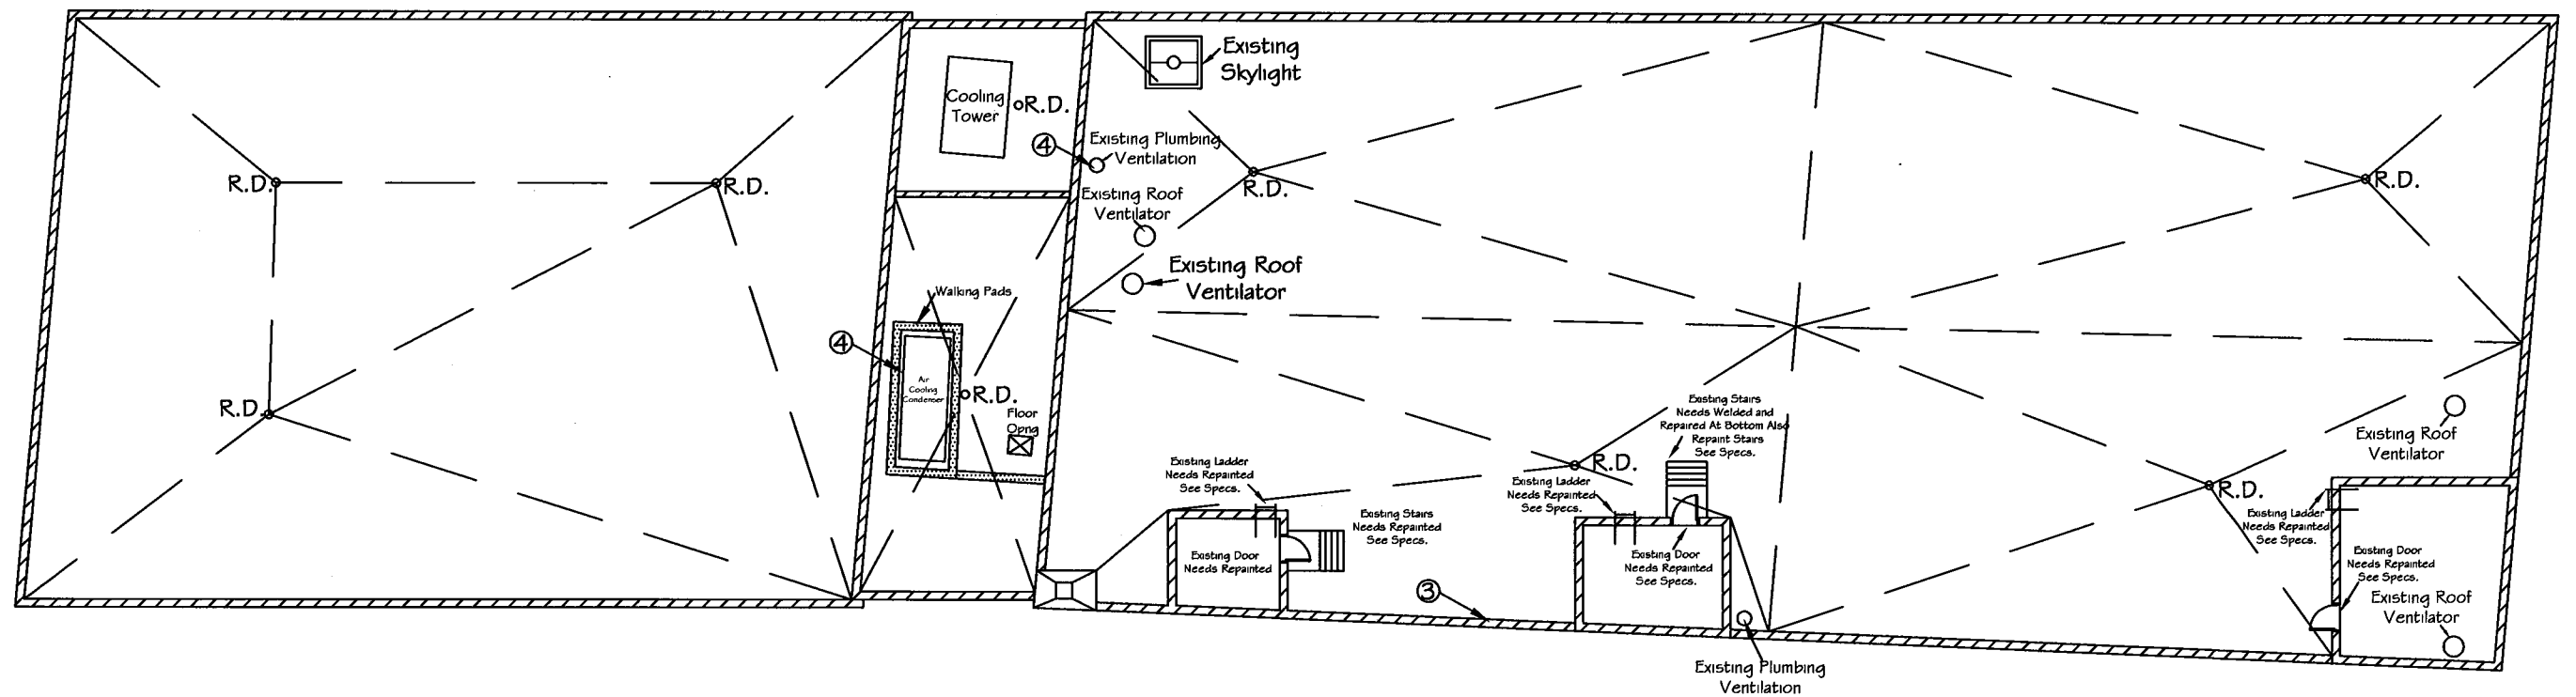 Existing
Skylight
Cooling
Tower
R.D.
④
Existing Plumbing
Ventilation
R.D.
R.D.
R.D.
R.D.
Existing Roof
Ventilator
Existing Roof
Ventilator
Walking Pads
④
Air
Cooling
Condenser
R.D.
R.D.
Floor
Opng
Existing Stairs
Needs Welded and
Repaired At Bottom Also
Repaint Stairs
See Specs.
Existing Roof
Ventilator
Existing Ladder
Needs Repainted
See Specs.
R.D.
Existing Ladder
Needs Repainted
See Specs.
R.D.
Existing Stairs
Needs Repainted
See Specs.
Existing Ladder
Needs Repainted
See Specs.
Existing Door
Needs Repainted
Existing Door
Needs Repainted
See Specs.
Existing Door
Needs Repainted
See Specs.
③
Existing Roof
Ventilator
Existing Plumbing
Ventilation